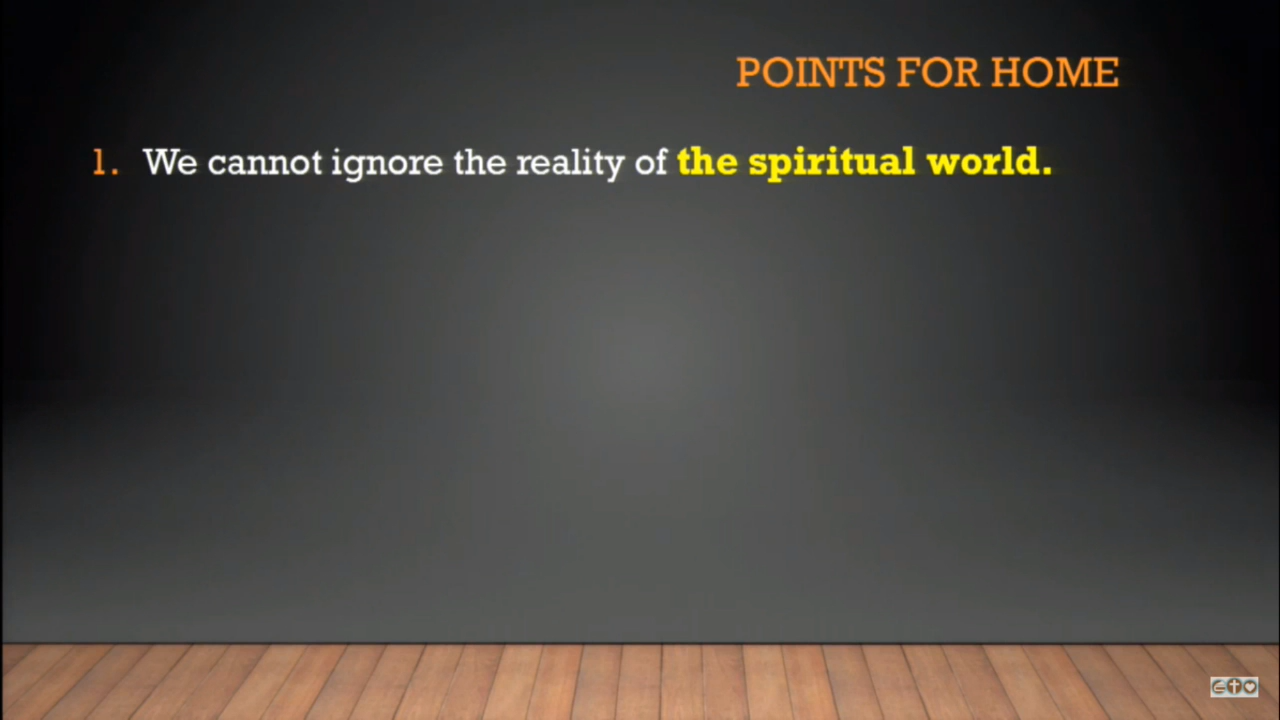 POINTS FOR HOME
1. We cannot ignore the reality of the spiritual world.